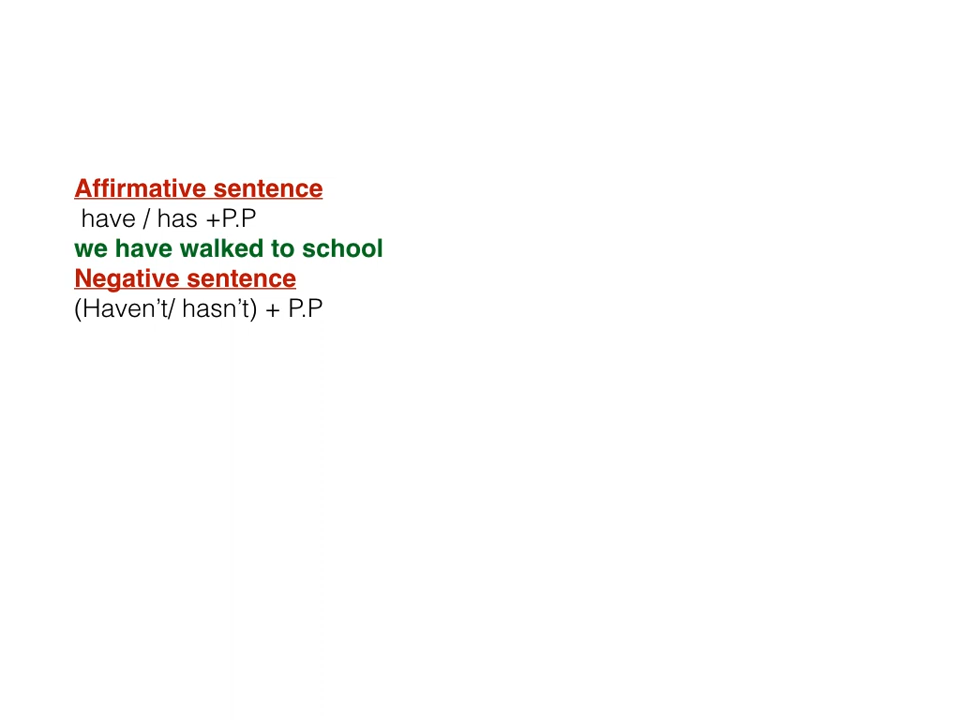 Affirmative sentence
have / has +P.P
we have walked to school
Negative sentence
(Haven’t/ hasn’t) + P.P